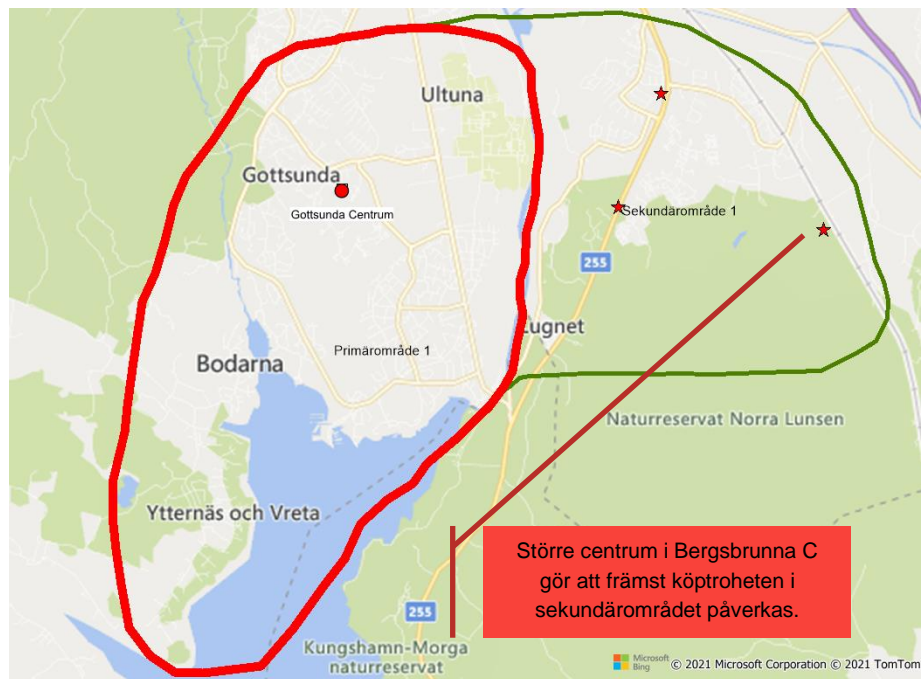 Ultuna
Gottsunda
Gottsunda Centrum
Sekundärområde 1
255
Lugnet
Primärområde 1
Bodarna
Naturreservat Norra Lunsen
Ytternäs och Vreta
Större centrum i Bergsbrunna C
gör att främst köptroheten i
sekundärområdet påverkas.
255
Kungshamn-Morga
naturreservat
Microsoft
Bing
© 2021 Microsoft Corporation © 2021 TomTom